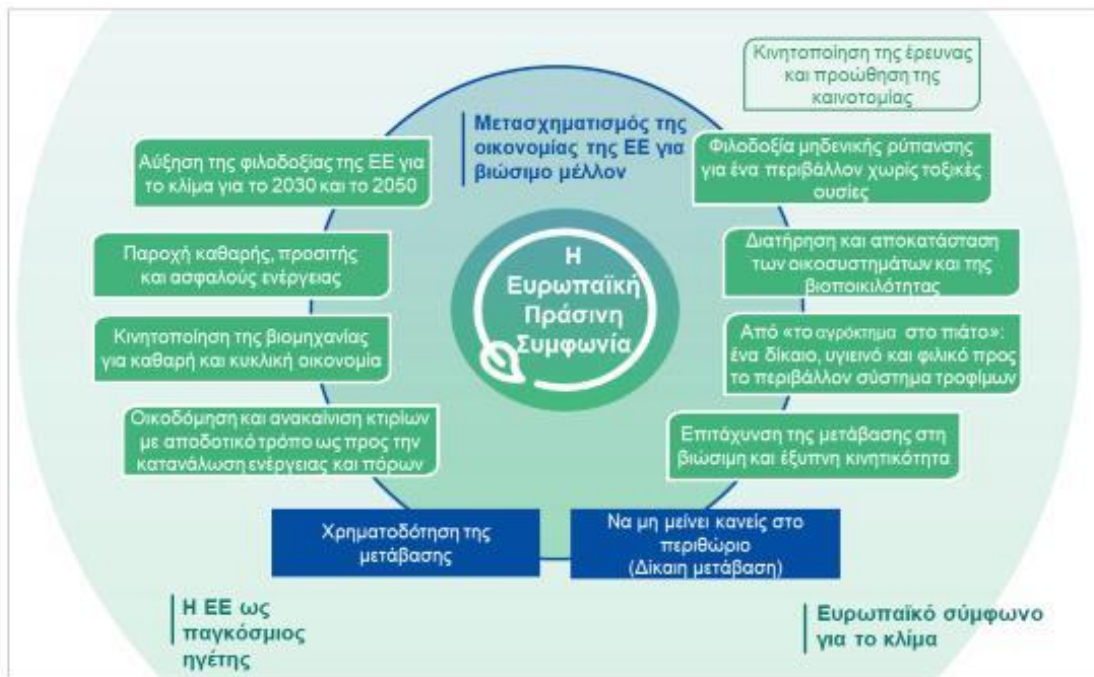 Κινητοποίηση της έρευνας
και προώθηση της
καινοτομίας
Μετασχηματισμός της
οικονομίας της ΕΕ για
βιώσιμο μέλλον
Αύξηση της φιλοδοξίας της ΕΕ για
το κλίμα για το 2030 και το 2050
Φιλοδοξία μηδενικής ρύπανσης
για ένα περιβάλλον χωρίς τοξικές
ουσίες
Παροχή καθαρής, προσιτής
και ασφαλούς ενέργειας
Η
Ευρωπαϊκή
Πράσινη
Συμφωνία
Διατήρηση και αποκατάσταση
των οικοσυστημάτων και της
βιοποικιλότητας
Κινητοποίηση της βιομηχανίας
για καθαρή και κυκλική οικονομία
Από «το αγρόκτημα στο πιάτο»:
ένα δίκαιο, υγιεινό και φιλικό προς
το περιβάλλον σύστημα τροφίμων
Οικοδόμηση και ανακαίνιση κτιρίων
με αποδοτικό τρόπο ως προς την
κατανάλωση ενέργειας και πόρων
Επιτάχυνση της μετάβασης στη
βιώσιμη και έξυπνη κινητικότητα
Χρηματοδότηση της
μετάβασης
Να μη μείνει κανείς στο
περιθώριο
(Δίκαιη μετάβαση)
Η ΕΕ ως
παγκόσμιος
ηγέτης
Ευρωπαϊκό σύμφωνο
για το κλίμα